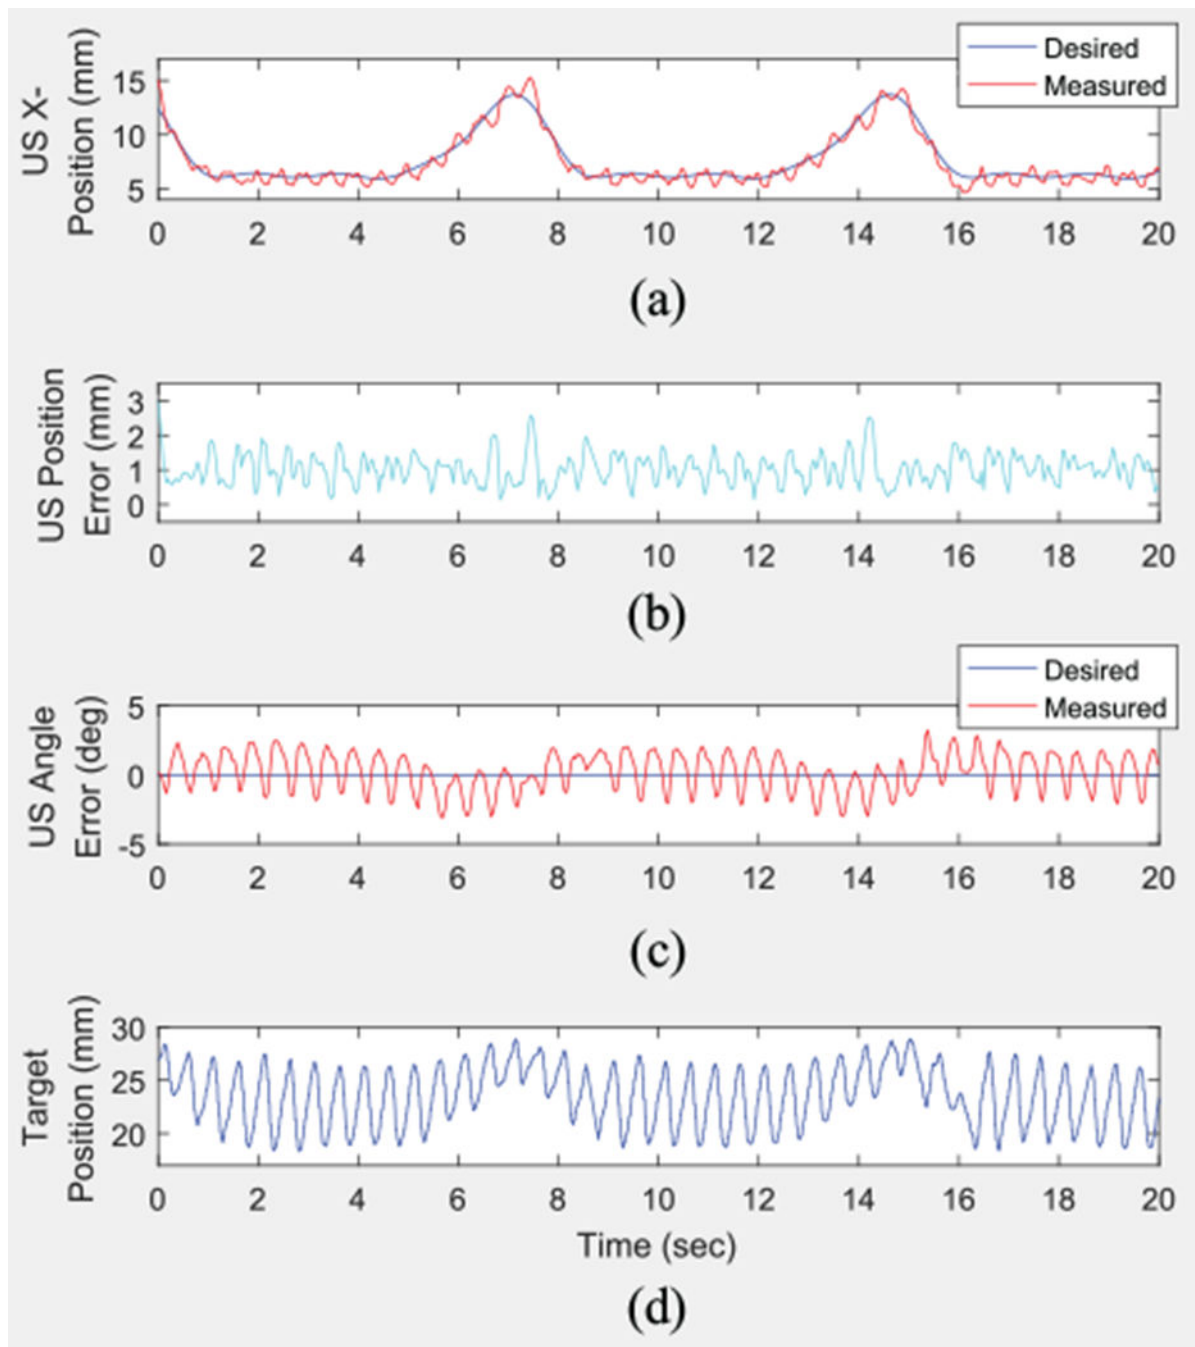 Desired
Measured
US X-
Position (mm)
15
10
5
0 2 4 6 8 10 12 14 16 18 20
(a)
US Position
Error (mm)
3
2
1
0
0 2 4 6 8 10 12 14 16 18 20
(b)
Desired
Measured
US Angle
Error (deg)
5
0
-5
0 2 4 6 8 10 12 14 16 18 20
(c)
Target
Position (mm)
30
25
20
0 2 4 6 8 10 12 14 16 18 20
Time (sec)
(d)